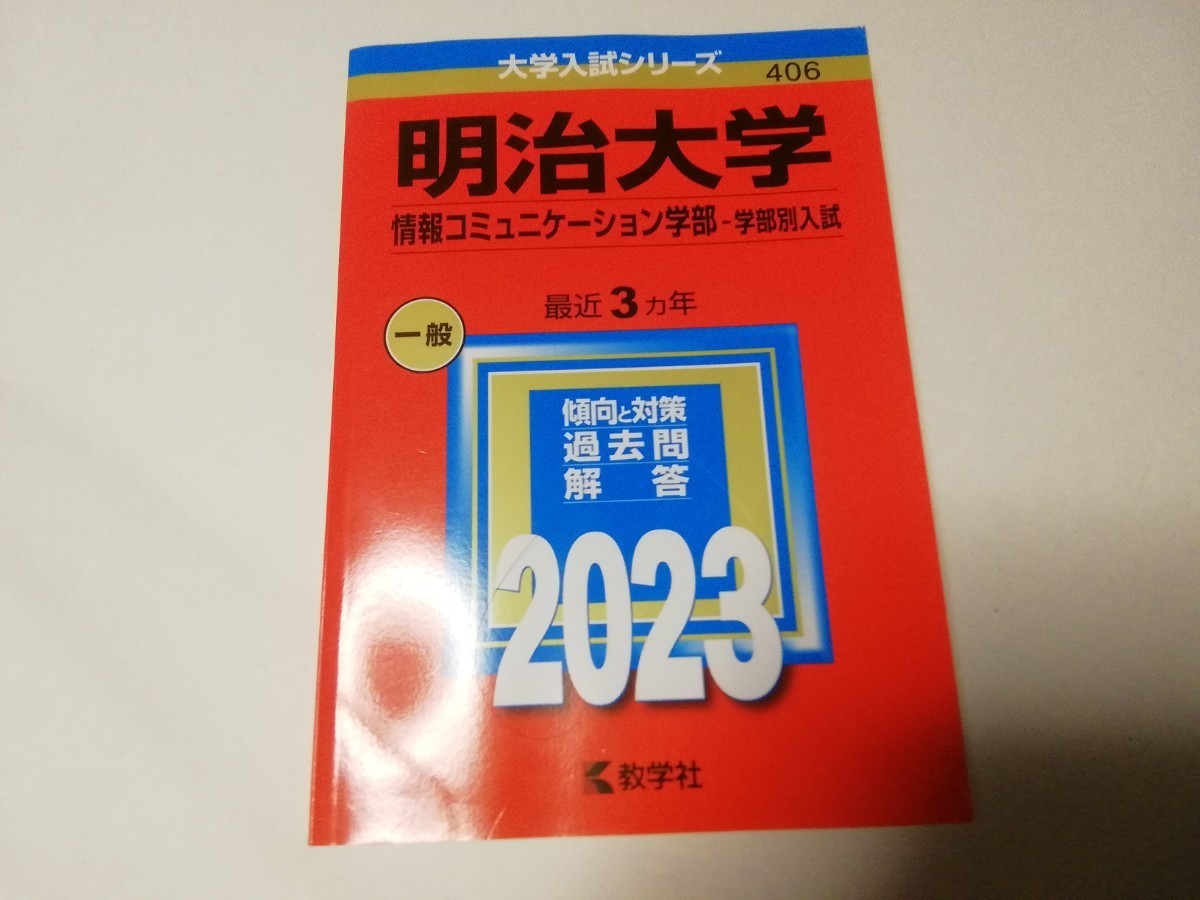 大学入試シリーズ
406
明治大学
情報コミュニケーション学部-学部別入試
最近3カ年
一般
傾向と対策
過去問
解答
2023
教学社